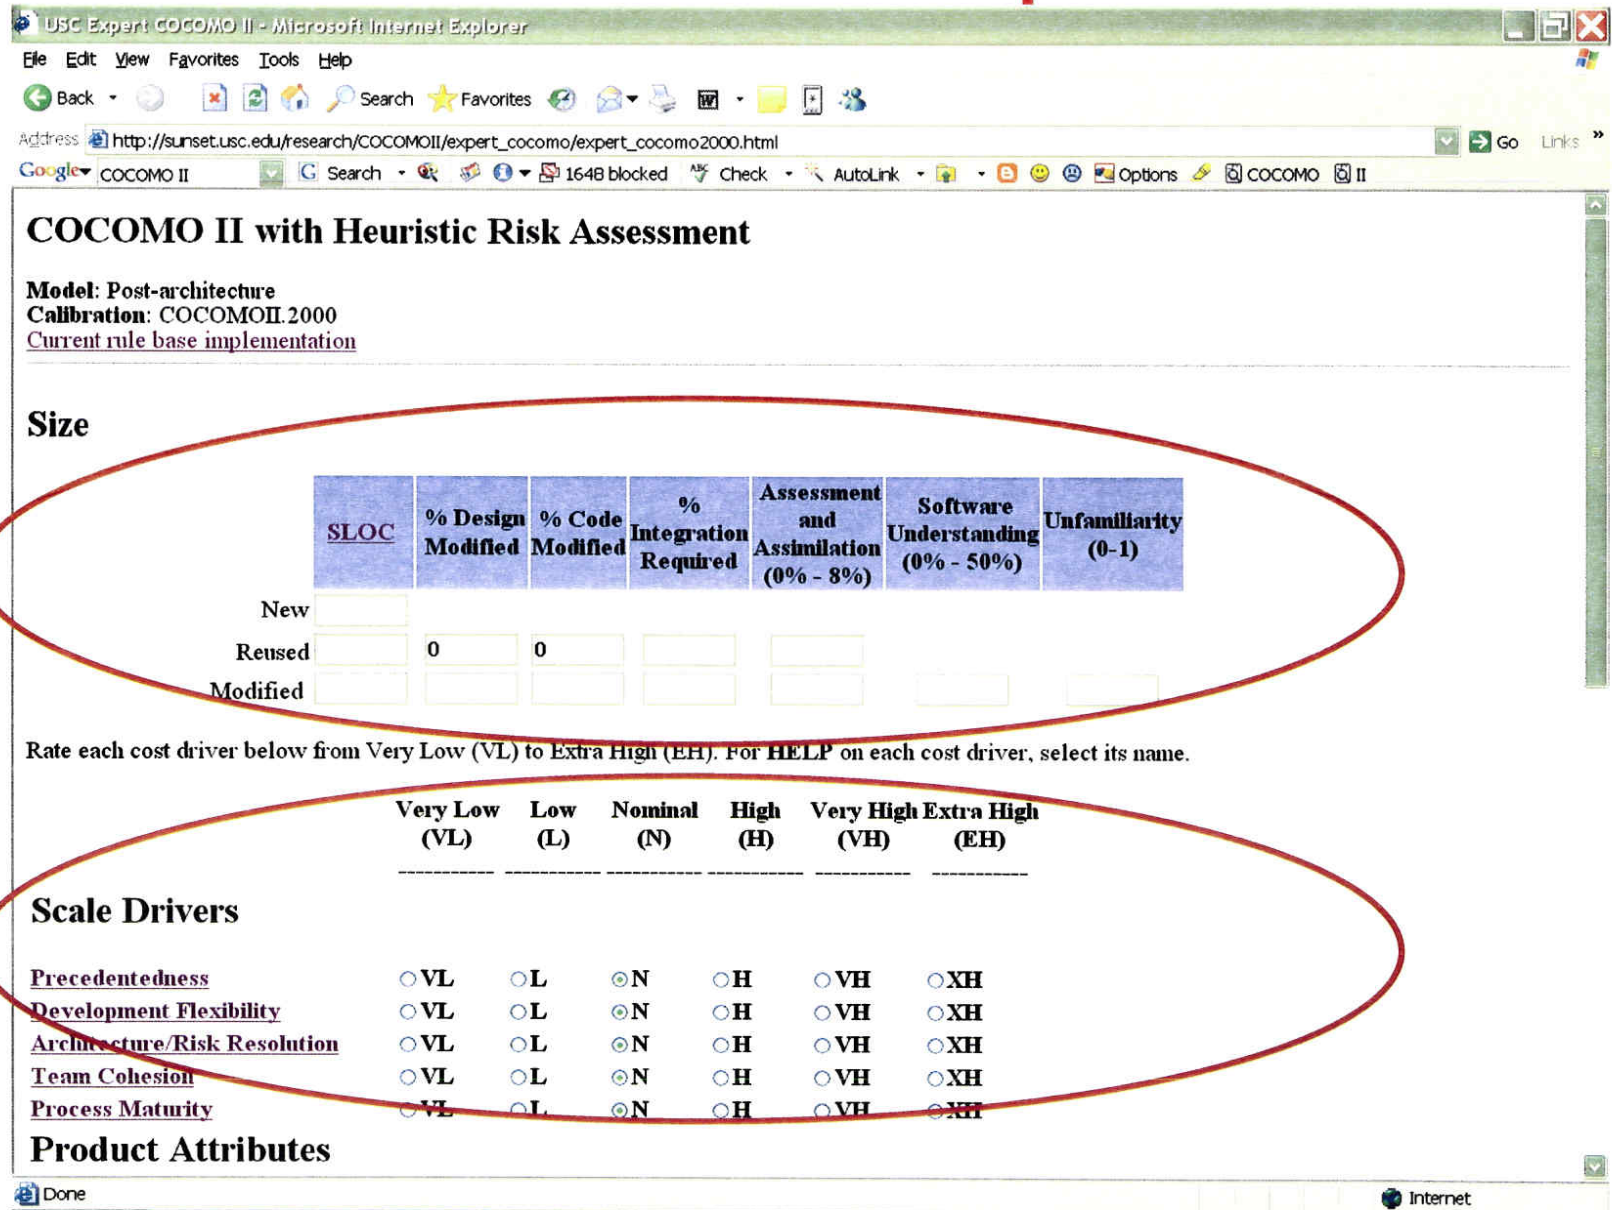 USC Expert COCOMO II - Microsoft Internet Explorer
File Edit View Favorites Tools Help
Back Search Favorites
Address http://sunset.usc.edu/research/COCOMOII/expert_cocomo/expert_cocomo2000.html Go Links »
Google COCOMO II G Search 1648 blocked ABC Check AutoLink Options COCOMO II
COCOMO II with Heuristic Risk Assessment
Model: Post-architecture
Calibration: COCOMOII.2000
Current rule base implementation
Size
SLOC % Design Modified % Code Modified % Integration Required Assessment and Assimilation (0% - 8%) Software Understanding (0% - 50%) Unfamiliarity (0-1)
New
Reused 0 0
Modified
Rate each cost driver below from Very Low (VL) to Extra High (EH). For HELP on each cost driver, select its name.
Very Low Low Nominal High Very High Extra High
(VL) (L) (N) (H) (VH) (EH)
----------- ----------- ----------- ----------- ----------- -----------
Scale Drivers
Precedentedness VL L N H VH XH
Development Flexibility VL L N H VH XH
Architecture/Risk Resolution VL L N H VH XH
Team Cohesion VL L N H VH XH
Process Maturity VL L N H VH XH
Product Attributes
Done Internet